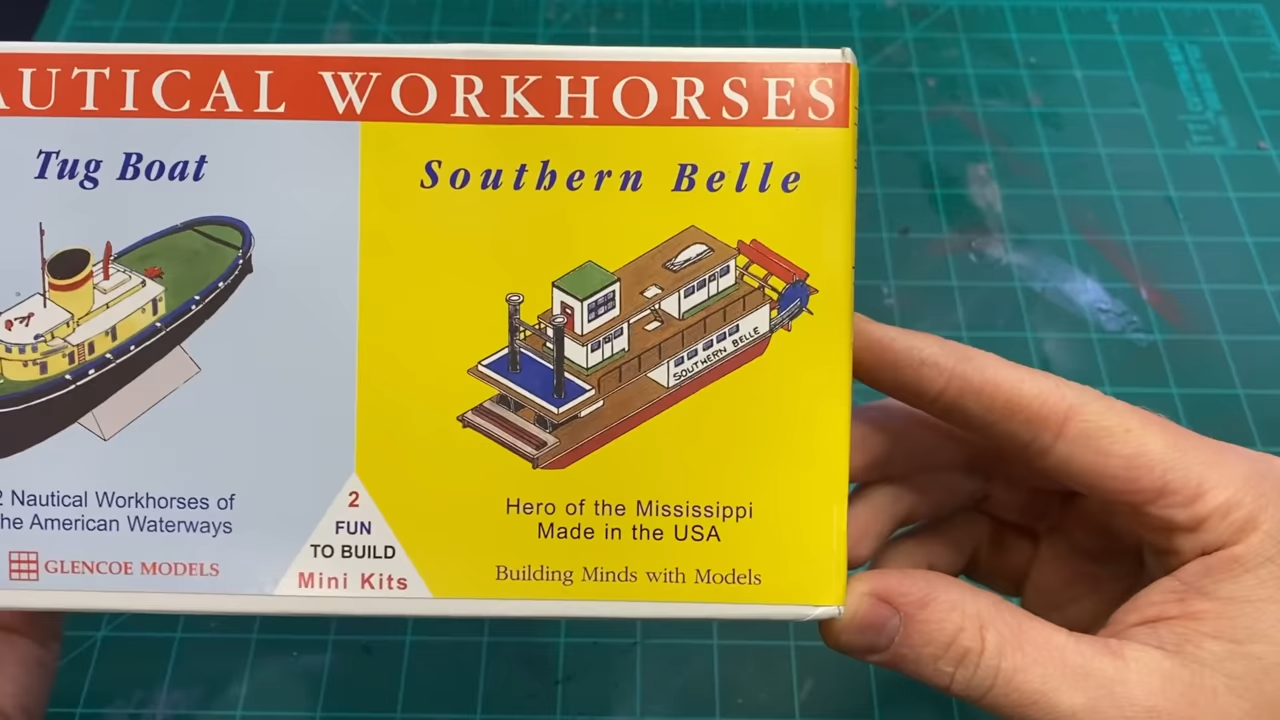 AUTICAL WORKHORSES
Tug Boat
Southern Belle
SOUTHERN BELLE
2 Nautical Workhorses of
he American Waterways
GLENCOE MODELS
2
FUN
TO BUILD
Mini Kits
Hero of the Mississippi
Made in the USA
Building Minds with Models